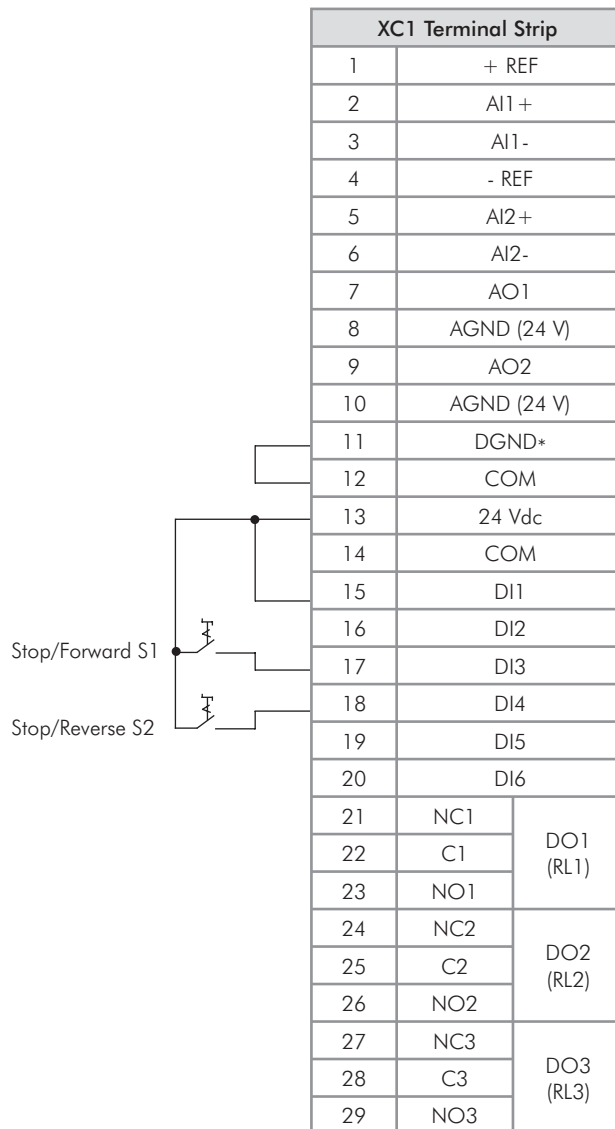 XC1 Terminal Strip
1 + REF
2 AI1+
3 AI1-
4 - REF
5 AI2+
6 AI2-
7 AO1
8 AGND (24 V)
9 AO2
10 AGND (24 V)
11 DGND*
12 COM
13 24 Vdc
14 COM
15 DI1
16 DI2
Stop/Forward S1
17 DI3
18 DI4
Stop/Reverse S2
19 DI5
20 DI6
21 NC1
22 C1
23 NO1
DO1
(RL1)
24 NC2
25 C2
26 NO2
DO2
(RL2)
27 NC3
28 C3
29 NO3
DO3
(RL3)